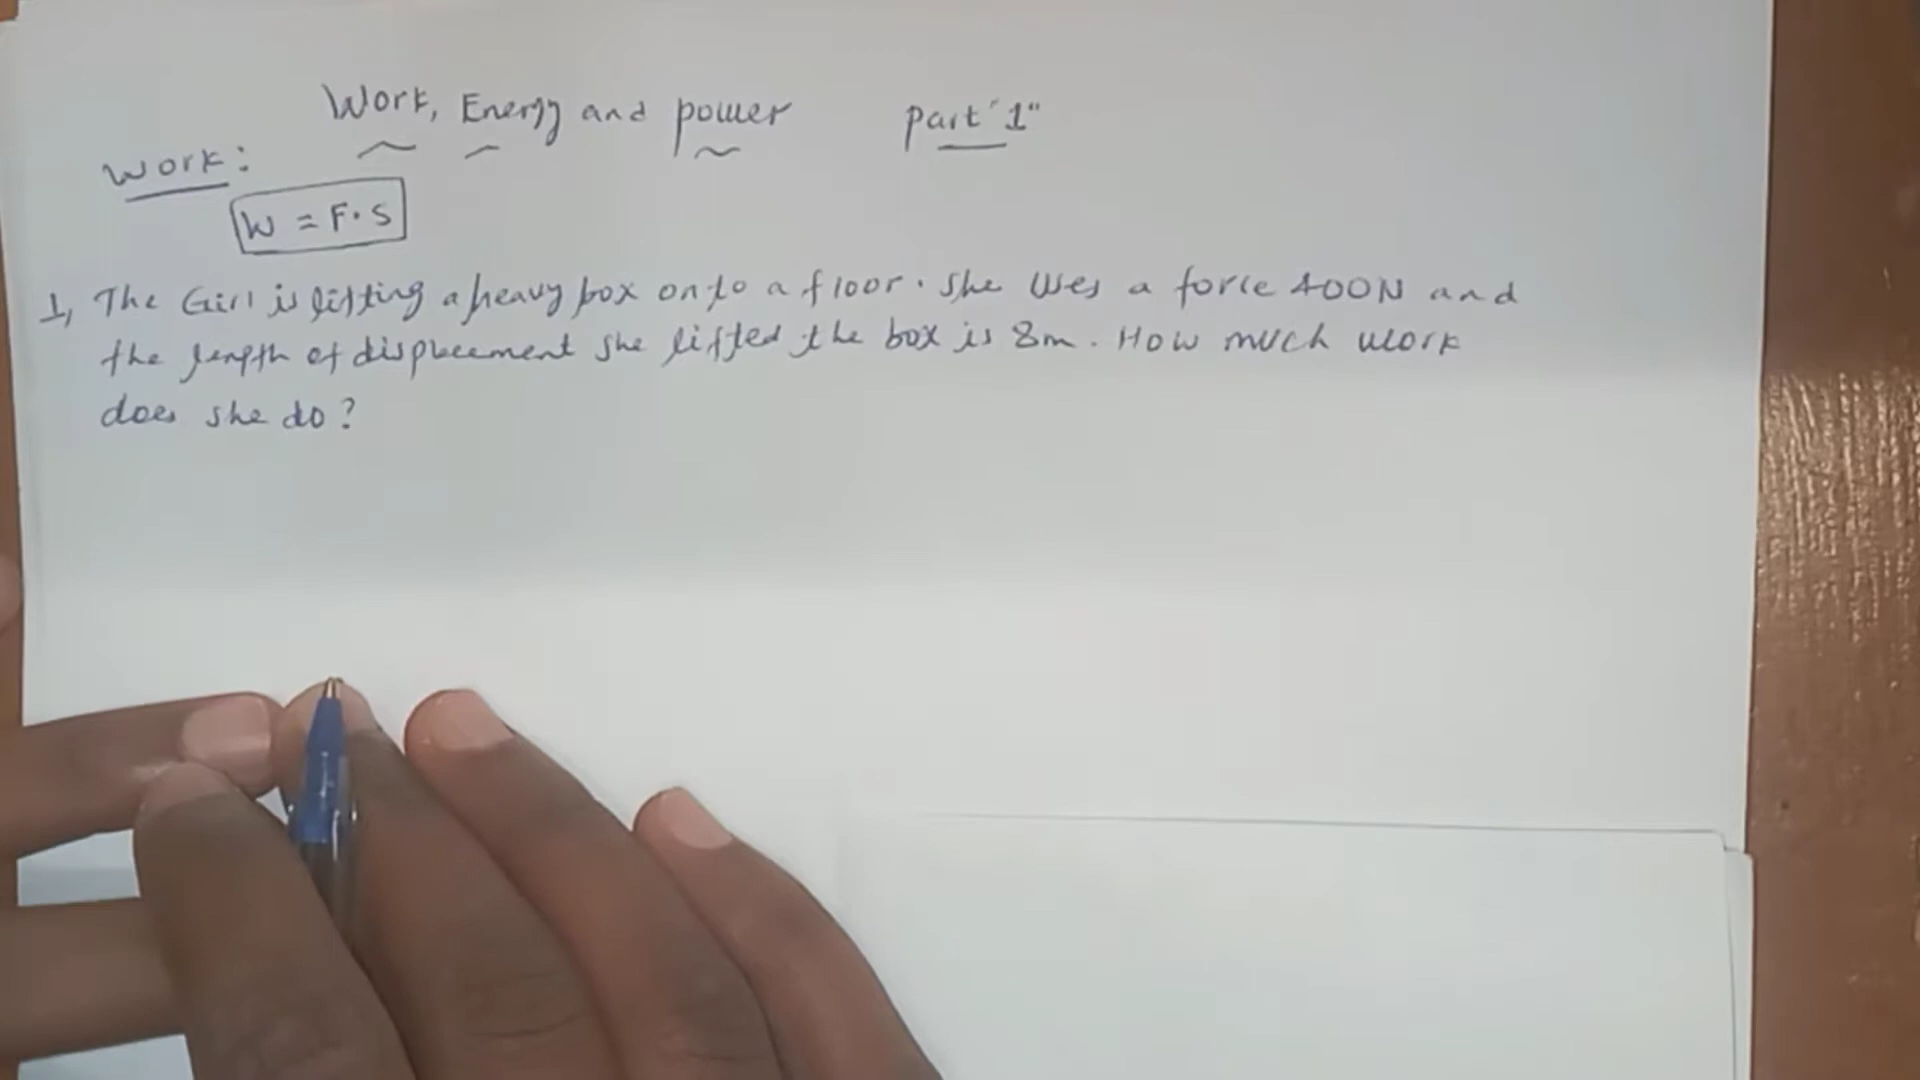 Work, Energy and power part "1"
Work:
W = F·S
1, The Girl is lifting a heavy box onto a floor. She uses a force 400N and
the length of displacement she lifted the box is 8m. How much work
does she do?